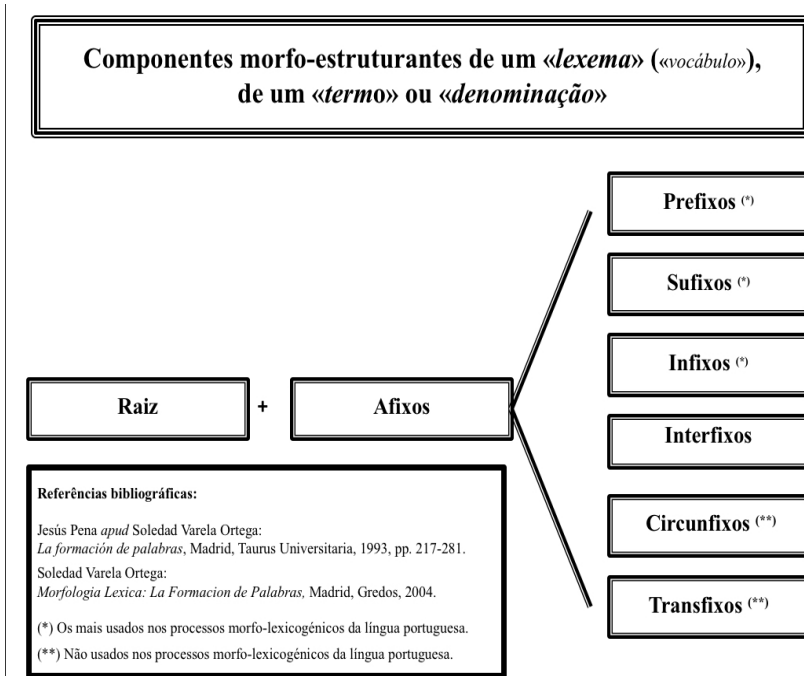 Componentes morfo-estruturantes de um «lexema» («vocábulo»),
de um «termo» ou «denominação»
Prefixos (*)
Sufixos (*)
Infixos (*)
Raiz + Afixos
Interfixos
Circunfixos (**)
Transfixos (**)
Referências bibliográficas:
Jesús Pena apud Soledad Varela Ortega:
La formación de palabras, Madrid, Taurus Universitaria, 1993, pp. 217-281.
Soledad Varela Ortega:
Morfologia Lexica: La Formacion de Palabras, Madrid, Gredos, 2004.
(*) Os mais usados nos processos morfo-lexicogénicos da língua portuguesa.
(**) Não usados nos processos morfo-lexicogénicos da língua portuguesa.